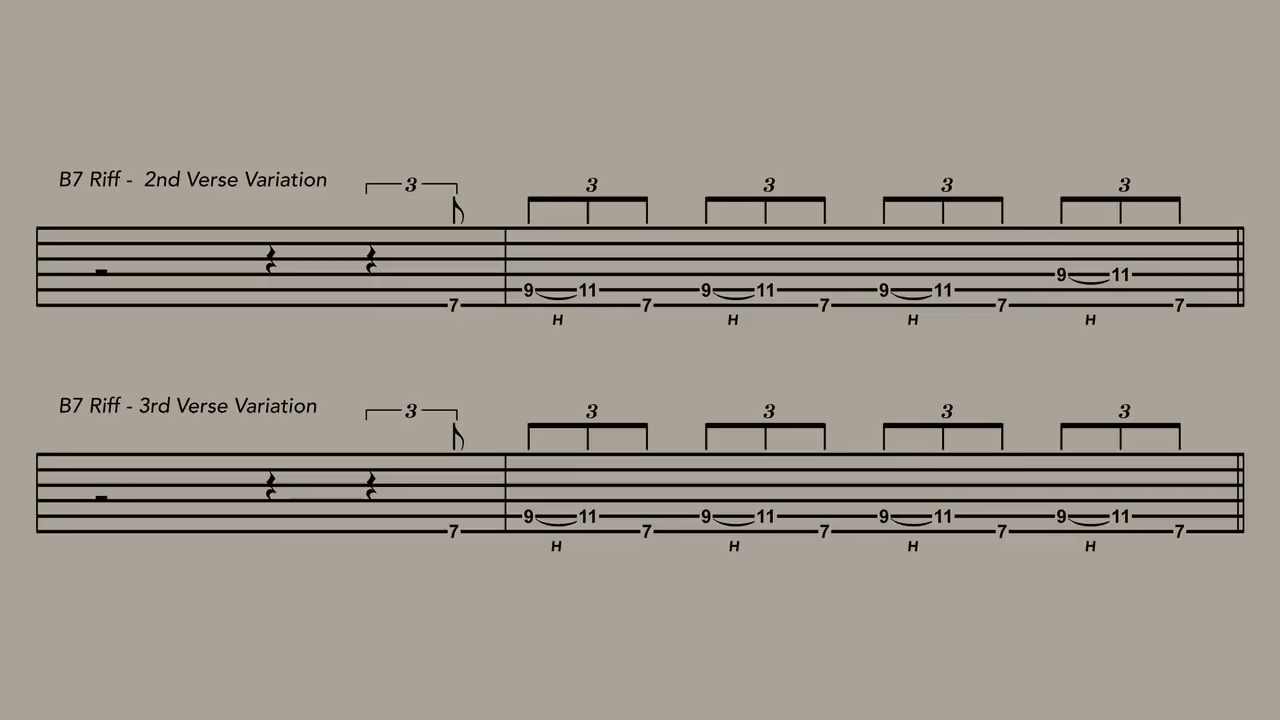 B7 Riff - 2nd Verse Variation
3 3 3 3 3
9 11 9 11
9 11 9 11 9 11
7 7 7 7 7
H H H H
B7 Riff - 3rd Verse Variation
3 3 3 3 3
9 11 9 11 9 11 9 11
7 7 7 7 7
H H H H